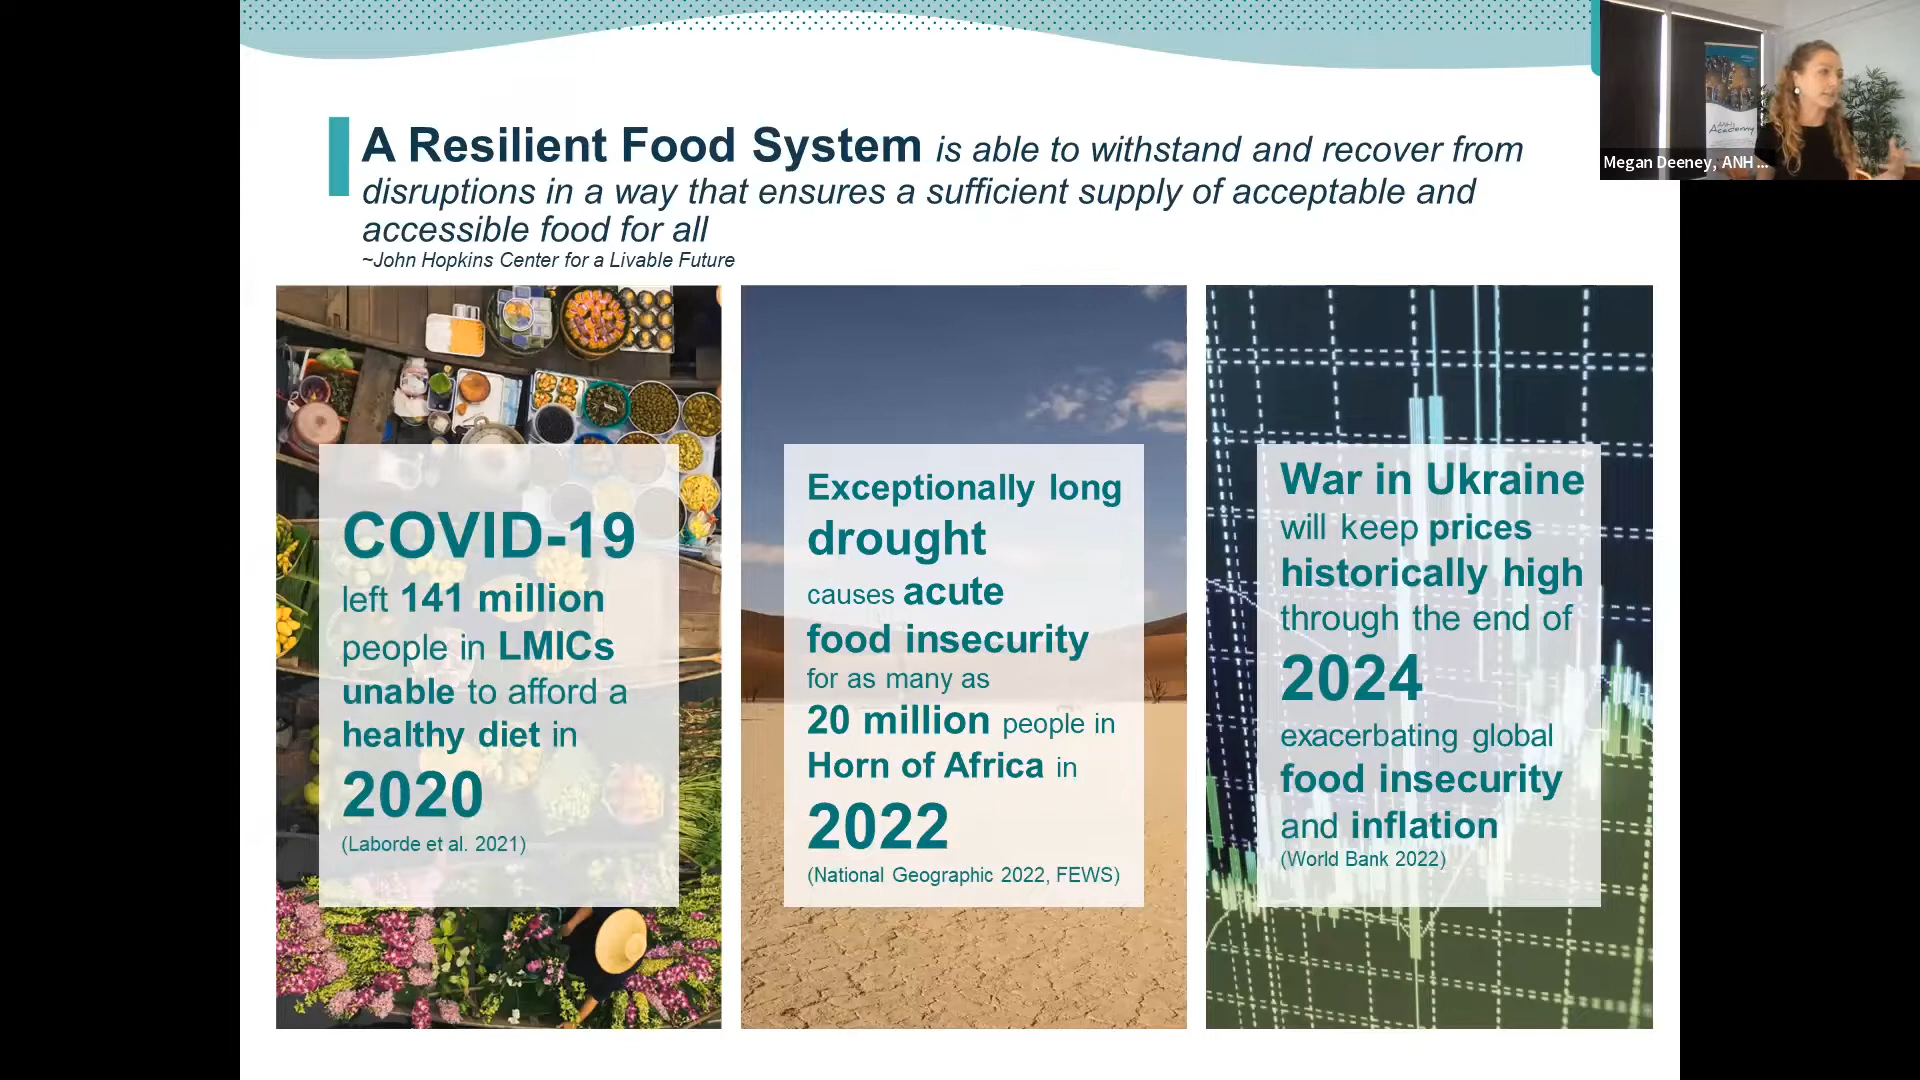 A Resilient Food System is able to withstand and recover from
disruptions in a way that ensures a sufficient supply of acceptable and
accessible food for all
~John Hopkins Center for a Livable Future
COVID-19
left 141 million
people in LMICs
unable to afford a
healthy diet in
2020
(Laborde et al. 2021)
Exceptionally long
drought
causes acute
food insecurity
for as many as
20 million people in
Horn of Africa in
2022
(National Geographic 2022, FEWS)
War in Ukraine
will keep prices
historically high
through the end of
2024
exacerbating global
food insecurity
and inflation
(World Bank 2022)
Academy
Megan Deeney, ANH ...